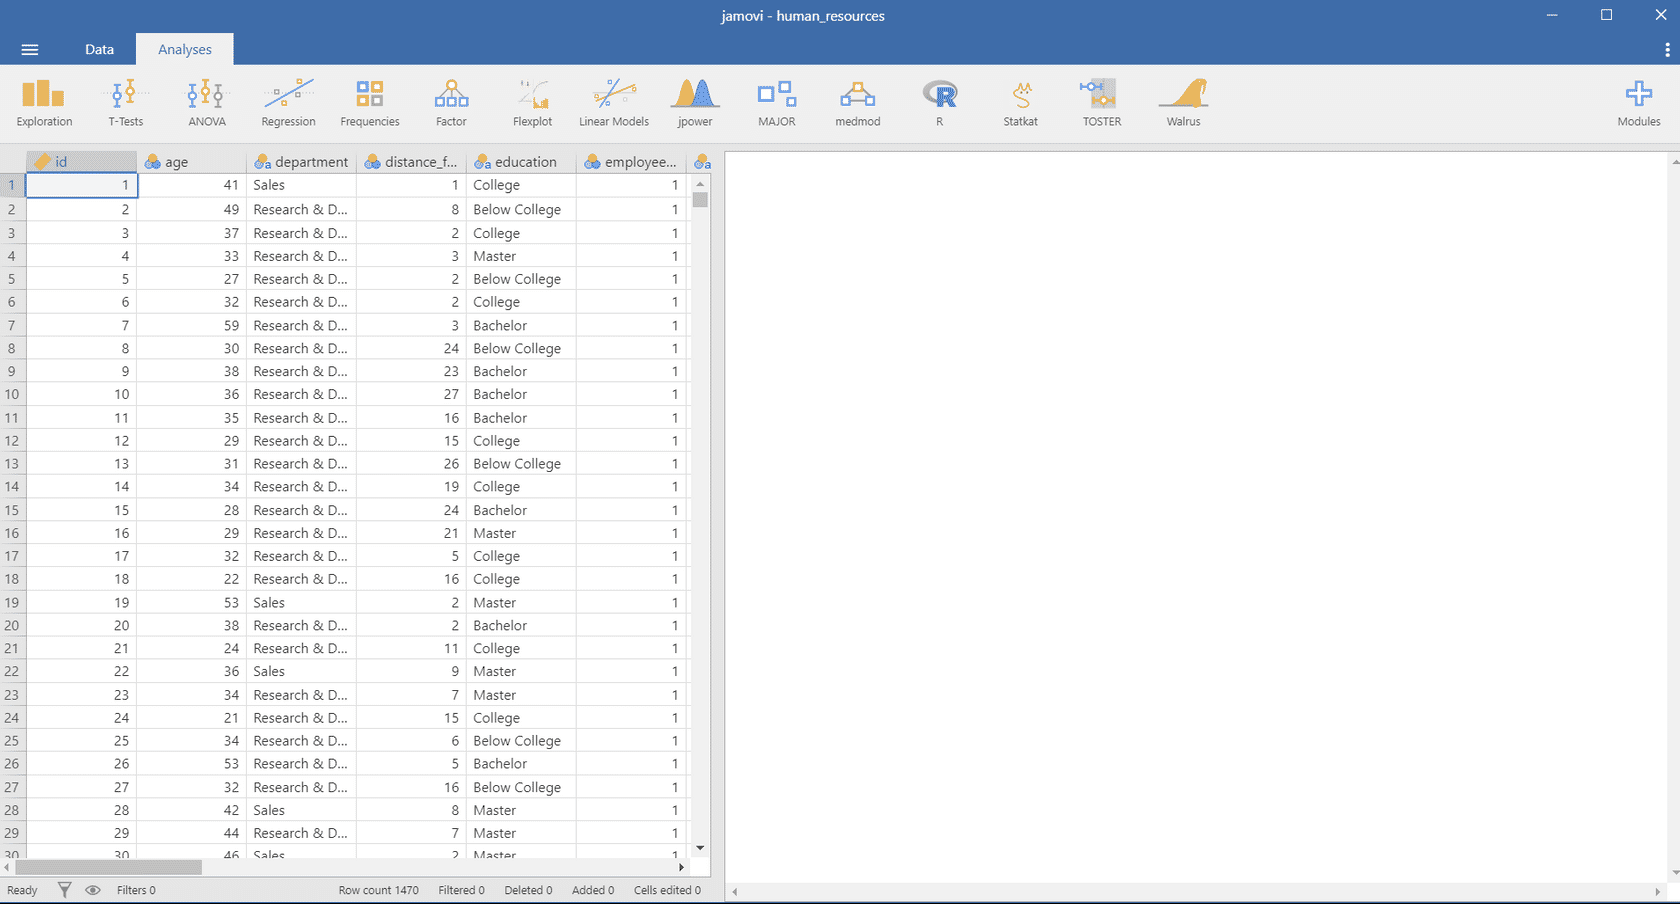 jamovi - human_resources
Data Analyses
Exploration T-Tests ANOVA Regression Frequencies Factor Flexplot Linear Models jpower MAJOR medmod R Statkat TOSTER Walrus Modules
id age department distance_f... education employee...
1 1 41 Sales 1 College 1
2 2 49 Research & D... 8 Below College 1
3 3 37 Research & D... 2 College 1
4 4 33 Research & D... 3 Master 1
5 5 27 Research & D... 2 Below College 1
6 6 32 Research & D... 2 College 1
7 7 59 Research & D... 3 Bachelor 1
8 8 30 Research & D... 24 Below College 1
9 9 38 Research & D... 23 Bachelor 1
10 10 36 Research & D... 27 Bachelor 1
11 11 35 Research & D... 16 Bachelor 1
12 12 29 Research & D... 15 College 1
13 13 31 Research & D... 26 Below College 1
14 14 34 Research & D... 19 College 1
15 15 28 Research & D... 24 Bachelor 1
16 16 29 Research & D... 21 Master 1
17 17 32 Research & D... 5 College 1
18 18 22 Research & D... 16 College 1
19 19 53 Sales 2 Master 1
20 20 38 Research & D... 2 Bachelor 1
21 21 24 Research & D... 11 College 1
22 22 36 Sales 9 Master 1
23 23 34 Research & D... 7 Master 1
24 24 21 Research & D... 15 College 1
25 25 34 Research & D... 6 Below College 1
26 26 53 Research & D... 5 Bachelor 1
27 27 32 Research & D... 16 Below College 1
28 28 42 Sales 8 Master 1
29 29 44 Research & D... 7 Master 1
30 30 46 Sales 2 Master 1
Ready Filters 0 Row count 1470 Filtered 0 Deleted 0 Added 0 Cells edited 0